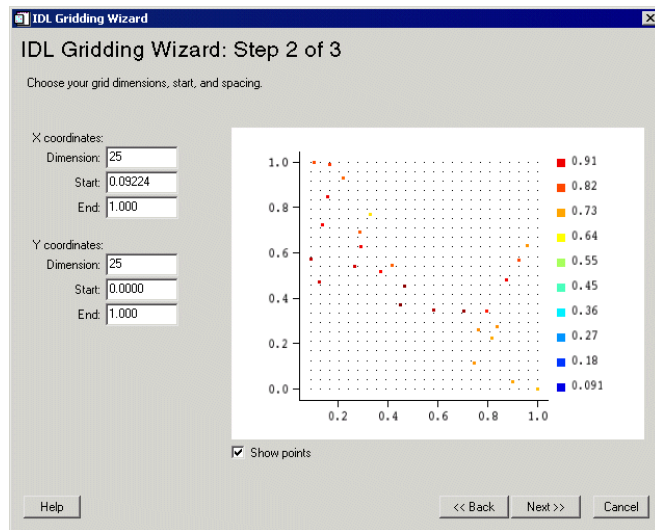 IDL Gridding Wizard
IDL Gridding Wizard: Step 2 of 3
Choose your grid dimensions, start, and spacing.
X coordinates:
Dimension: 25
Start: 0.09224
End: 1.000
Y coordinates:
Dimension: 25
Start: 0.0000
End: 1.000
1.0
0.8
0.6
0.4
0.2
0.0
0.2 0.4 0.6 0.8 1.0
0.91
0.82
0.73
0.64
0.55
0.45
0.36
0.27
0.18
0.091
Show points
Help << Back Next >> Cancel